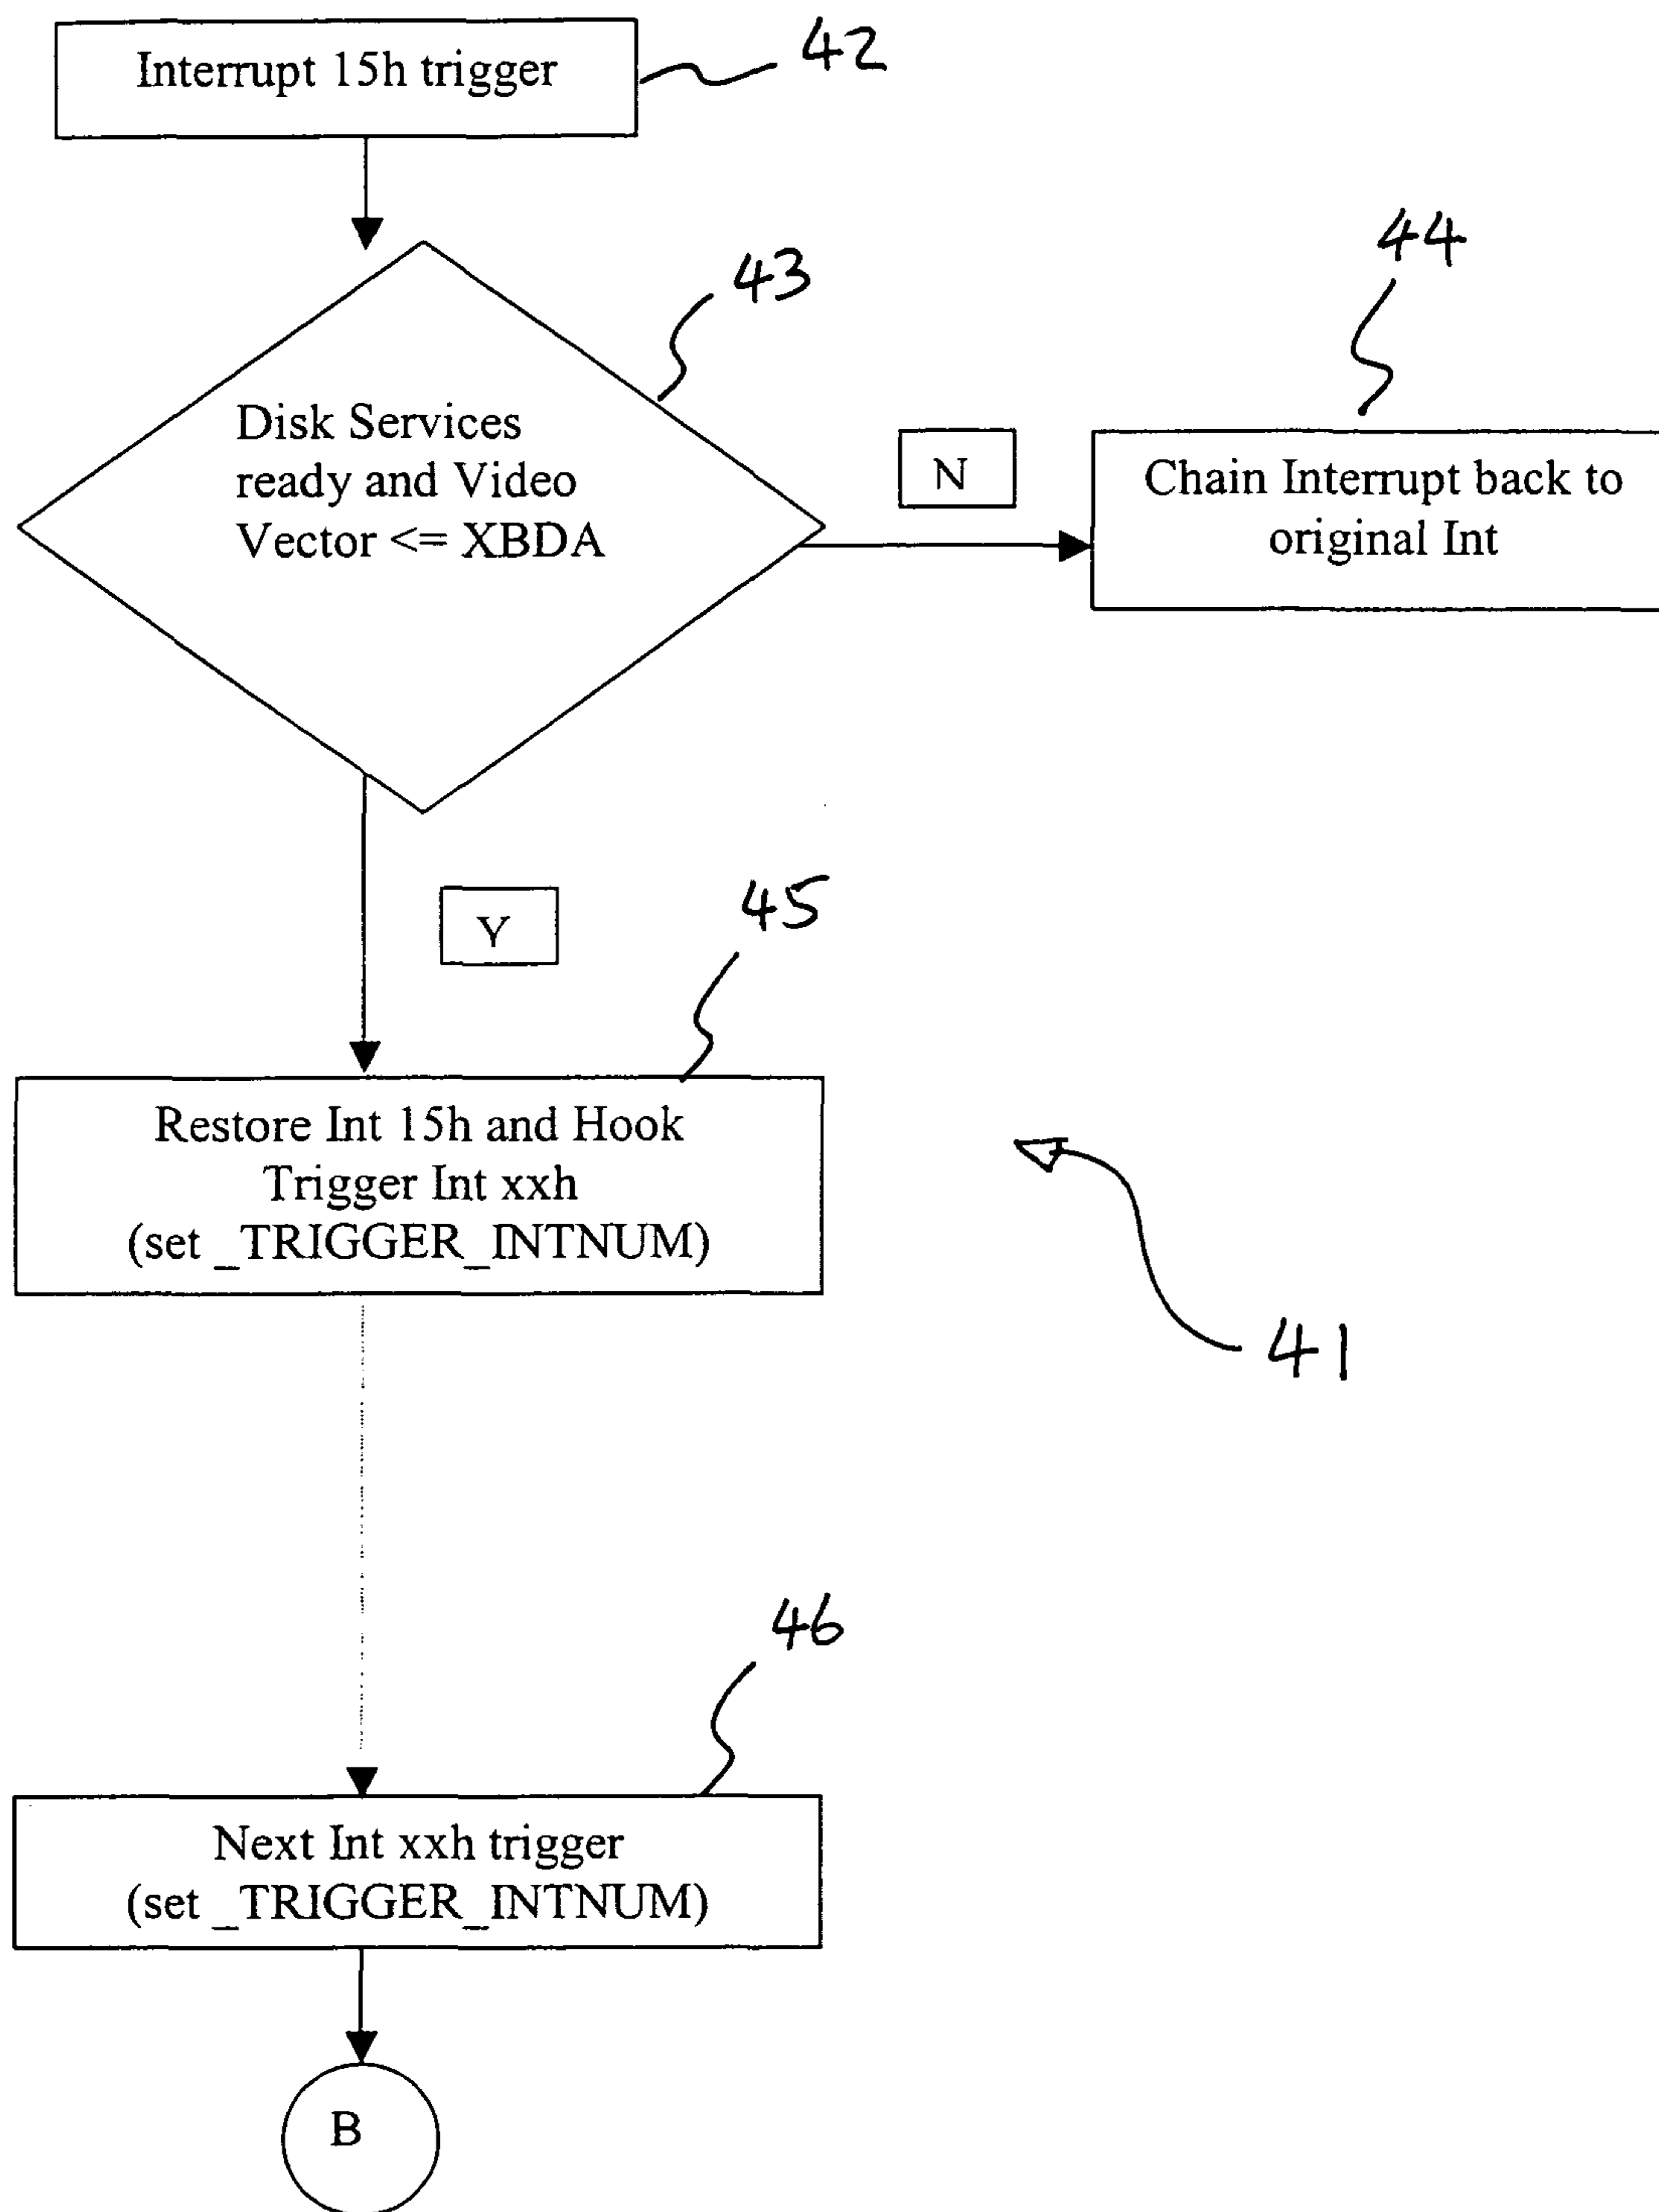 Interrupt 15h trigger
42
43
44
Disk Services
ready and Video
Vector <= XBDA
N
Chain Interrupt back to
original Int
Y
45
Restore Int 15h and Hook
Trigger Int xxh
(set _TRIGGER_INTNUM)
41
46
Next Int xxh trigger
(set _TRIGGER_INTNUM)
B